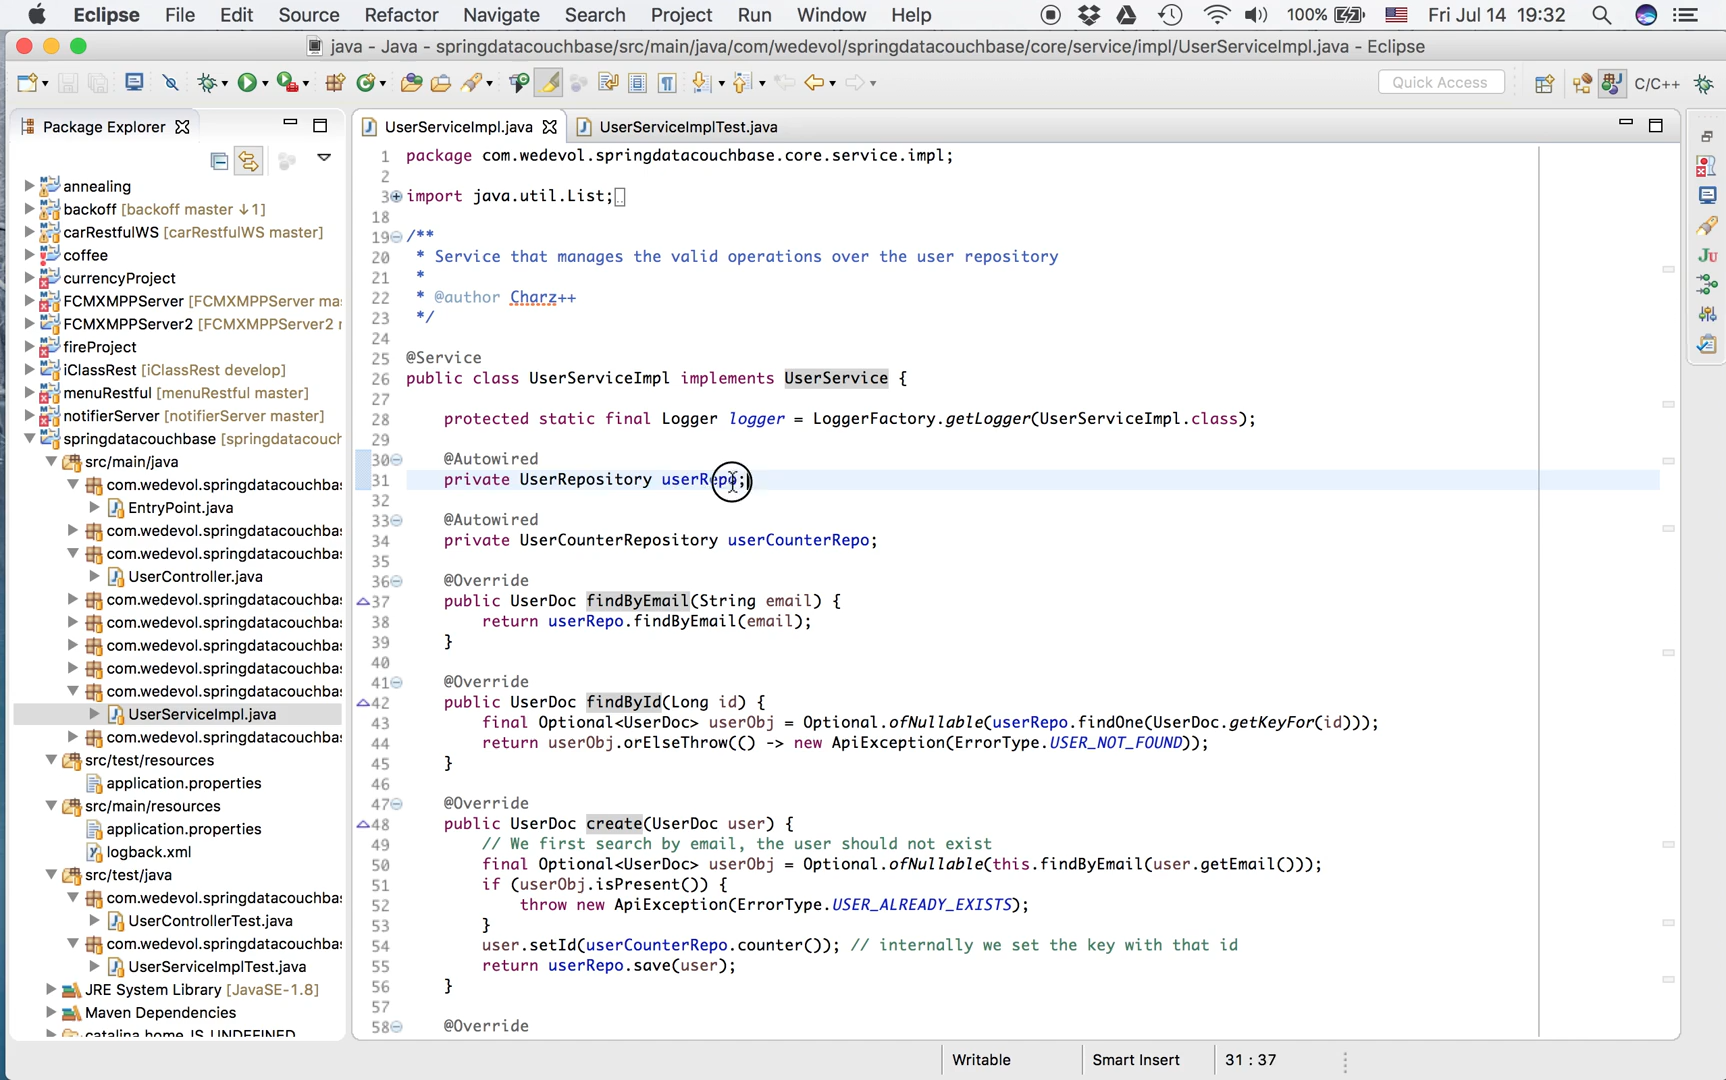 Eclipse File Edit Source Refactor Navigate Search Project Run Window Help 100% Fri Jul 14 19:32
java - Java - springdatacouchbase/src/main/java/com/wedevol/springdatacouchbase/core/service/impl/UserServiceImpl.java - Eclipse
Quick Access C/C++
Package Explorer
UserServiceImpl.java UserServiceImplTest.java
annealing
backoff [backoff master ↓1]
carRestfulWS [carRestfulWS master]
coffee
currencyProject
FCMXMPPServer [FCMXMPPServer ma
FCMXMPPServer2 [FCMXMPPServer2 r
fireProject
iClassRest [iClassRest develop]
menuRestful [menuRestful master]
notifierServer [notifierServer master]
springdatacouchbase [springdatacouch
src/main/java
com.wedevol.springdatacouchba
EntryPoint.java
com.wedevol.springdatacouchba
com.wedevol.springdatacouchba
UserController.java
com.wedevol.springdatacouchba
com.wedevol.springdatacouchba
com.wedevol.springdatacouchba
com.wedevol.springdatacouchba
com.wedevol.springdatacouchba
UserServiceImpl.java
com.wedevol.springdatacouchba
src/test/resources
application.properties
src/main/resources
application.properties
logback.xml
src/test/java
com.wedevol.springdatacouchba
UserControllerTest.java
com.wedevol.springdatacouchba
UserServiceImplTest.java
JRE System Library [JavaSE-1.8]
Maven Dependencies
catalina.home_IS_UNDEFINED
1 package com.wedevol.springdatacouchbase.core.service.impl;
2
3 import java.util.List;
18
19 /**
20 * Service that manages the valid operations over the user repository
21 *
22 * @author Charz++
23 */
24
25 @Service
26 public class UserServiceImpl implements UserService {
27
28 protected static final Logger logger = LoggerFactory.getLogger(UserServiceImpl.class);
29
30 @Autowired
31 private UserRepository userRepo;
32
33 @Autowired
34 private UserCounterRepository userCounterRepo;
35
36 @Override
37 public UserDoc findByEmail(String email) {
38 return userRepo.findByEmail(email);
39 }
40
41 @Override
42 public UserDoc findById(Long id) {
43 final Optional<UserDoc> userObj = Optional.ofNullable(userRepo.findOne(UserDoc.getKeyFor(id)));
44 return userObj.orElseThrow(() -> new ApiException(ErrorType.USER_NOT_FOUND));
45 }
46
47 @Override
48 public UserDoc create(UserDoc user) {
49 // We first search by email, the user should not exist
50 final Optional<UserDoc> userObj = Optional.ofNullable(this.findByEmail(user.getEmail()));
51 if (userObj.isPresent()) {
52 throw new ApiException(ErrorType.USER_ALREADY_EXISTS);
53 }
54 user.setId(userCounterRepo.counter()); // internally we set the key with that id
55 return userRepo.save(user);
56 }
57
58 @Override
Writable Smart Insert 31 : 37